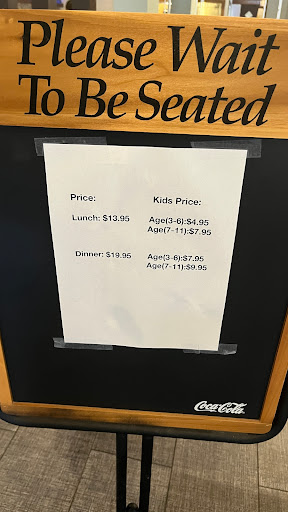 Please Wait
To Be Seated
Price: Kids Price:
Lunch: $13.95 Age(3-6):$4.95
Age(7-11):$7.95
Dinner: $19.95 Age(3-6):$7.95
Age(7-11):$9.95
Coca-Cola